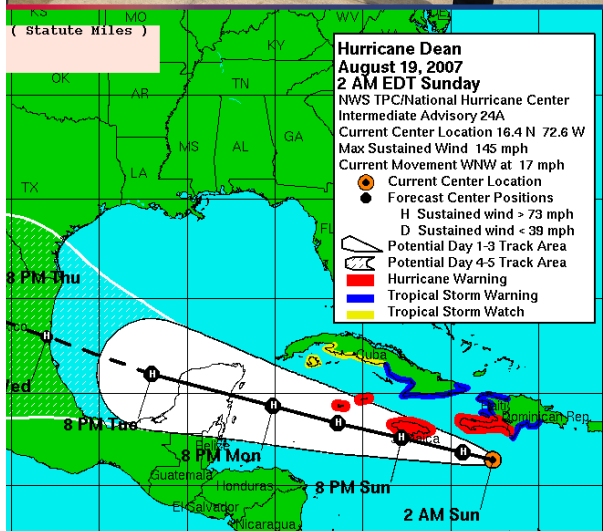 KS
MO
KY
WV
VA
( Statute Miles )
OK
AR
TN
MS
AL
GA
LA
TX
FL
Hurricane Dean
August 19, 2007
2 AM EDT Sunday
NWS TPC/National Hurricane Center
Intermediate Advisory 24A
Current Center Location 16.4 N 72.6 W
Max Sustained Wind 145 mph
Current Movement WNW at 17 mph
Current Center Location
Forecast Center Positions
H Sustained wind > 73 mph
D Sustained wind < 39 mph
Potential Day 1-3 Track Area
Potential Day 4-5 Track Area
Hurricane Warning
Tropical Storm Warning
Tropical Storm Watch
8 PM Thu
Cuba
H
H
H
H
H
H
Dominican Rep.
8 PM Tue
8 PM Mon
Belize
Guatemala
Honduras
8 PM Sun
El Salvador
2 AM Sun
Nicaragua